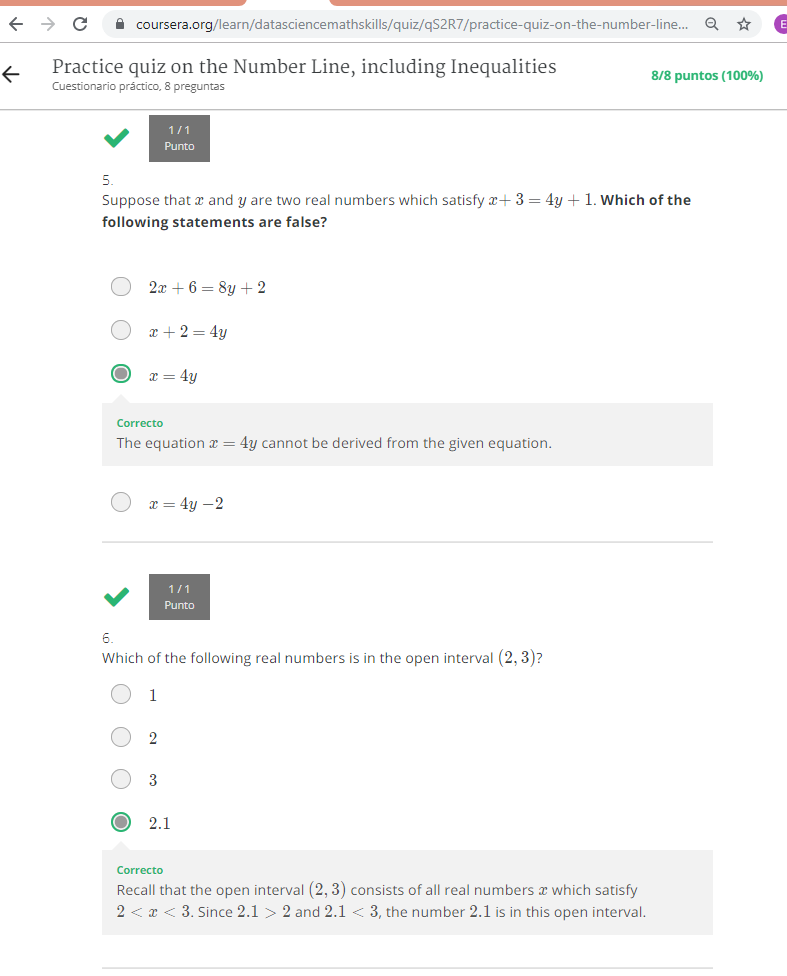 coursera.org/learn/datasciencemathskills/quiz/qS2R7/practice-quiz-on-the-number-line...
E
Practice quiz on the Number Line, including Inequalities
Cuestionario práctico, 8 preguntas
8/8 puntos (100%)
1 / 1
Punto
5.
Suppose that x and y are two real numbers which satisfy x+ 3 = 4y + 1. Which of the
following statements are false?
2x + 6 = 8y + 2
x + 2 = 4y
x = 4y
Correcto
The equation x = 4y cannot be derived from the given equation.
x = 4y −2
1 / 1
Punto
6.
Which of the following real numbers is in the open interval (2, 3)?
1
2
3
2.1
Correcto
Recall that the open interval (2, 3) consists of all real numbers x which satisfy
2 < x < 3. Since 2.1 > 2 and 2.1 < 3, the number 2.1 is in this open interval.